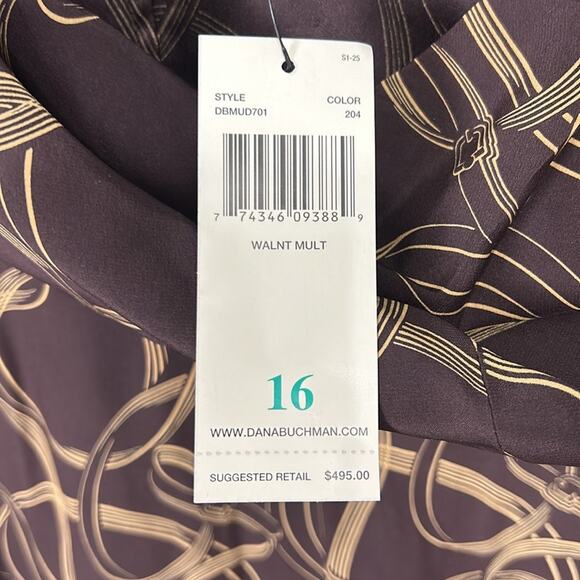 S1-25
STYLE COLOR
DBMUD701 204
7 74346 09388 9
WALNT MULT
16
WWW.DANABUCHMAN.COM
SUGGESTED RETAIL $495.00